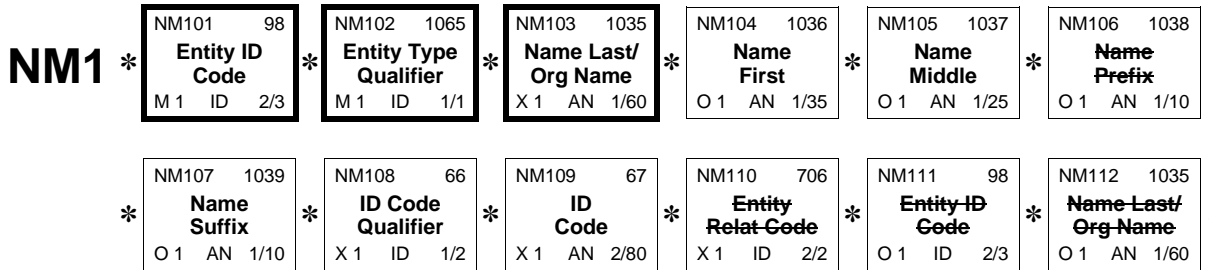 NM101 98 NM102 1065 NM103 1035 NM104 1036 NM105 1037 NM106 1038
NM1 * Entity ID * Entity Type * Name Last/ * Name * Name * Name
Code Qualifier Org Name First Middle Prefix
M 1 ID 2/3 M 1 ID 1/1 X 1 AN 1/60 O 1 AN 1/35 O 1 AN 1/25 O 1 AN 1/10
NM107 1039 NM108 66 NM109 67 NM110 706 NM111 98 NM112 1035
* Name * ID Code * ID * Entity * Entity ID * Name Last/
Suffix Qualifier Code Relat Code Code Org Name
O 1 AN 1/10 X 1 ID 1/2 X 1 AN 2/80 X 1 ID 2/2 O 1 ID 2/3 O 1 AN 1/60